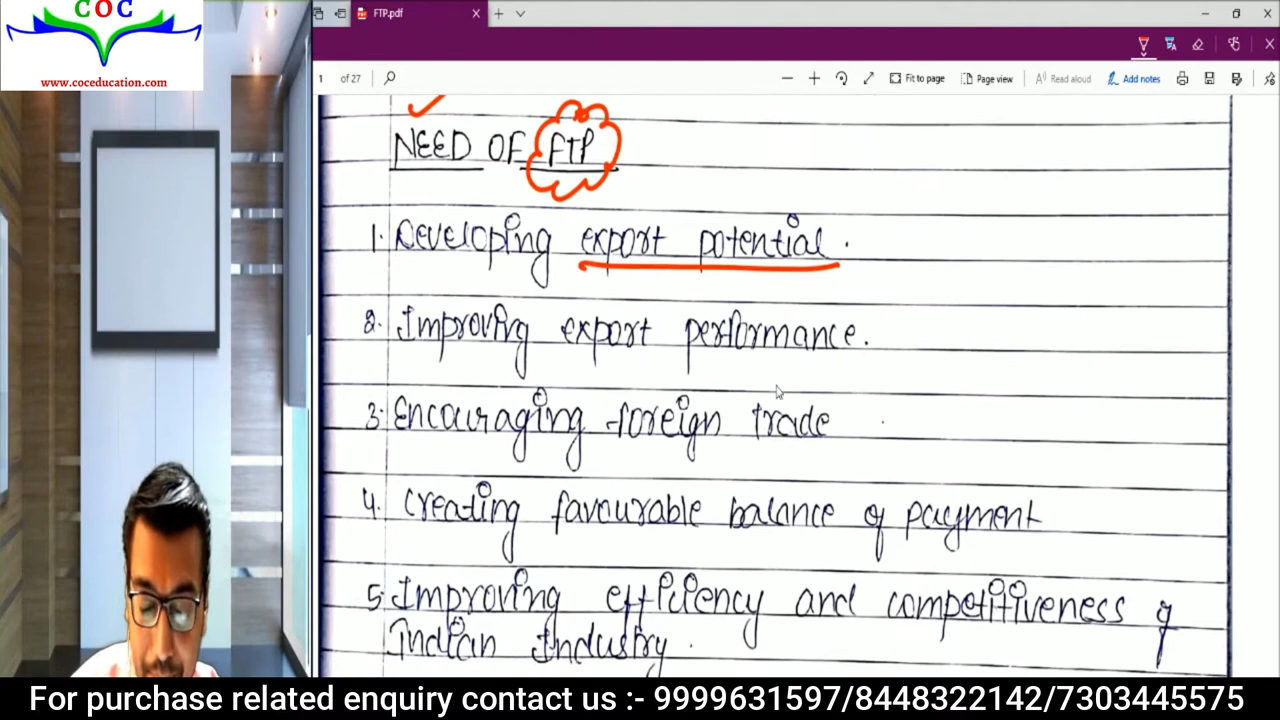 COC
www.coceducation.com
FTP.pdf
1 of 27
Fit to page
Page view
Read aloud
Add notes
NEED OF FTP
1. Developing export potential.
2. Improving export performance.
3. Encouraging foreign trade
4. Creating favourable balance of payment
5. Improving efficiency and competitiveness of
Indian Industry.
For purchase related enquiry contact us :- 9999631597/8448322142/7303445575